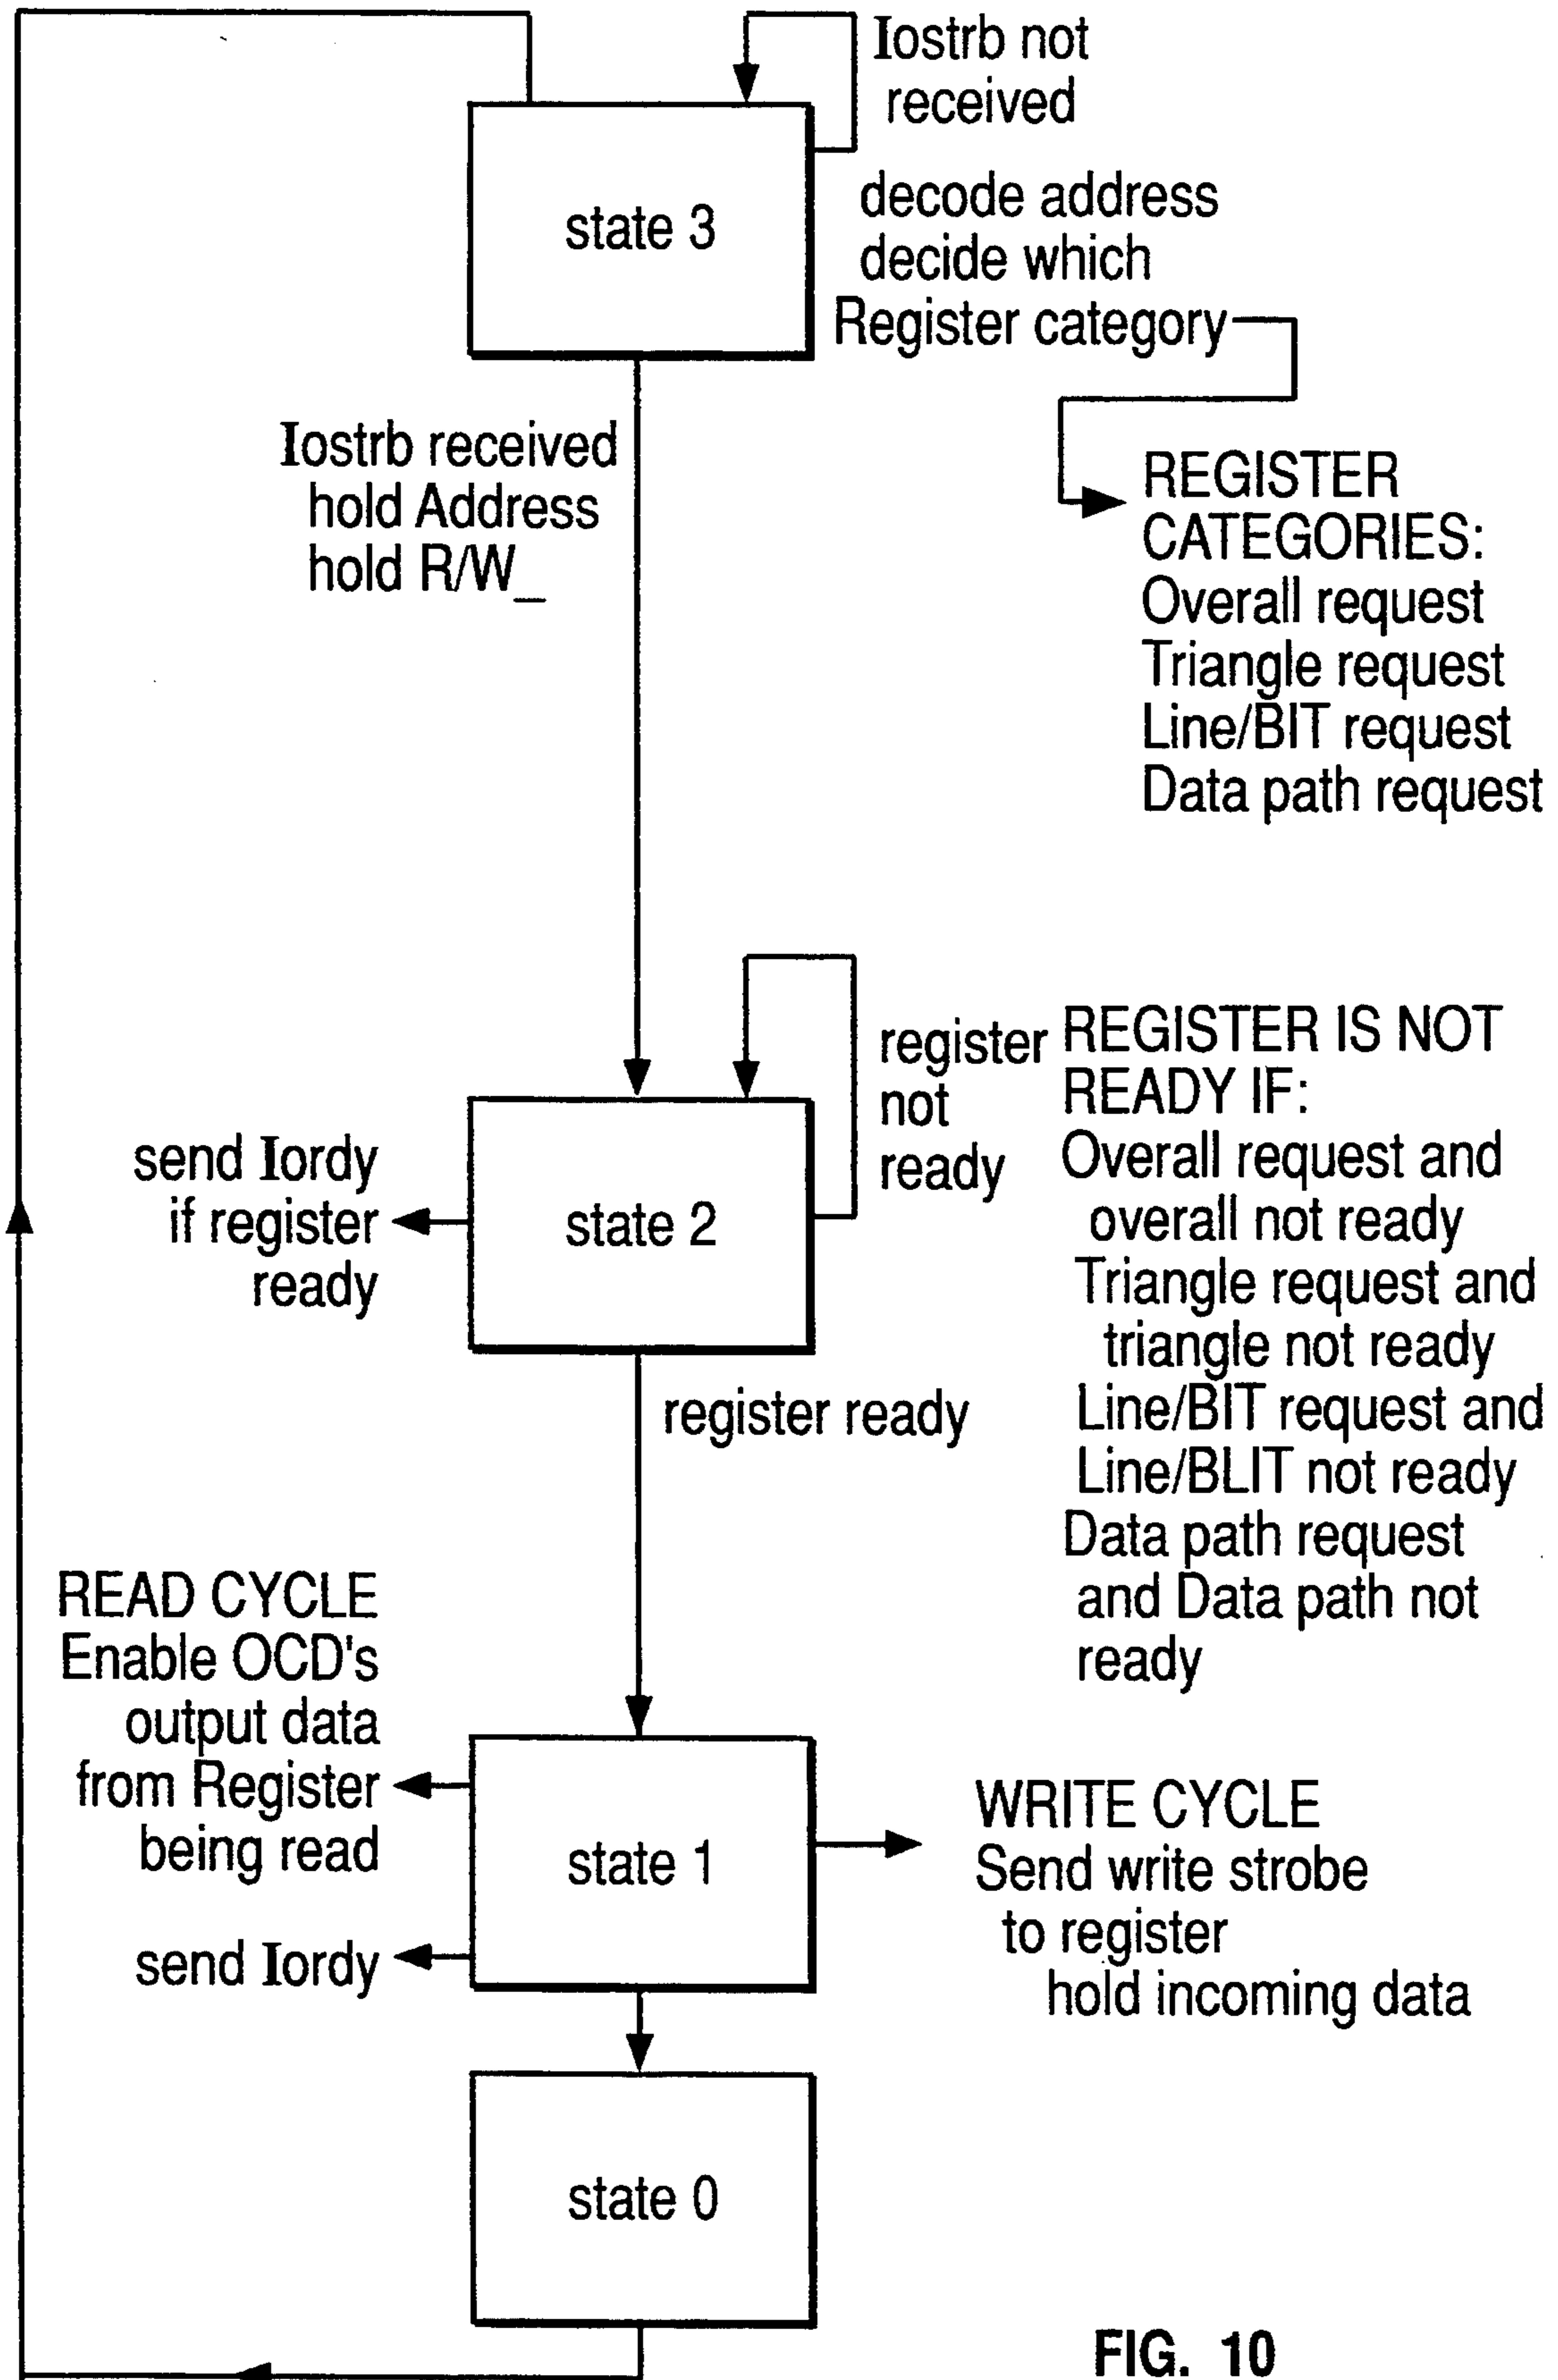 Iostrb not
received
state 3
decode address
decide which
Register category
Iostrb received
hold Address
hold R/W_
REGISTER
CATEGORIES:
Overall request
Triangle request
Line/BIT request
Data path request
register
not
ready
REGISTER IS NOT
READY IF:
Overall request and
overall not ready
Triangle request and
triangle not ready
Line/BIT request and
Line/BLIT not ready
Data path request
and Data path not
ready
send Iordy
if register
ready
state 2
register ready
READ CYCLE
Enable OCD's
output data
from Register
being read
send Iordy
state 1
WRITE CYCLE
Send write strobe
to register
hold incoming data
state 0
FIG. 10